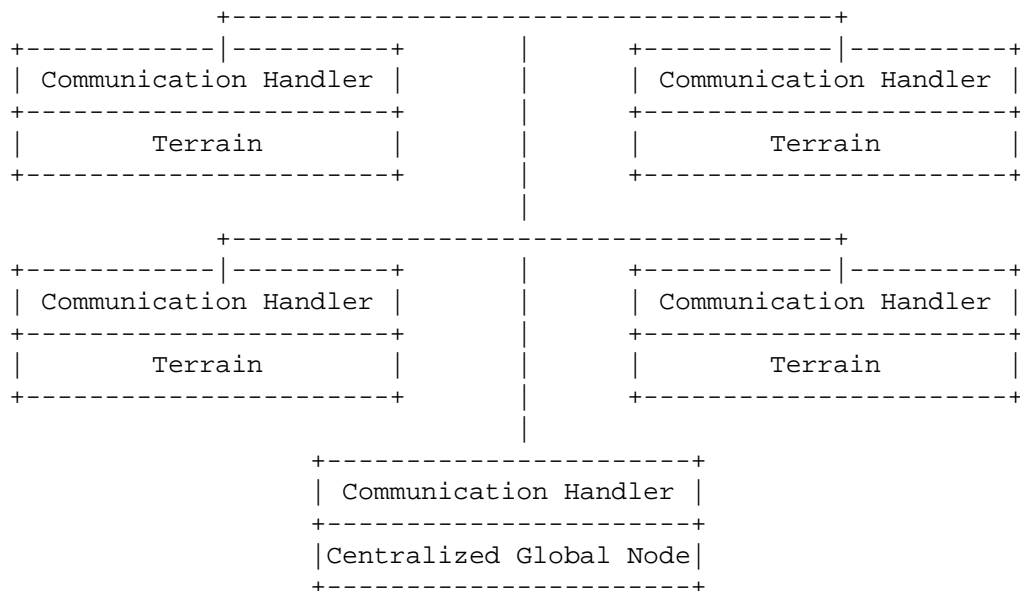 Communication Handler Communication Handler
Terrain Terrain
Communication Handler Communication Handler
Terrain Terrain
Communication Handler
Centralized Global Node